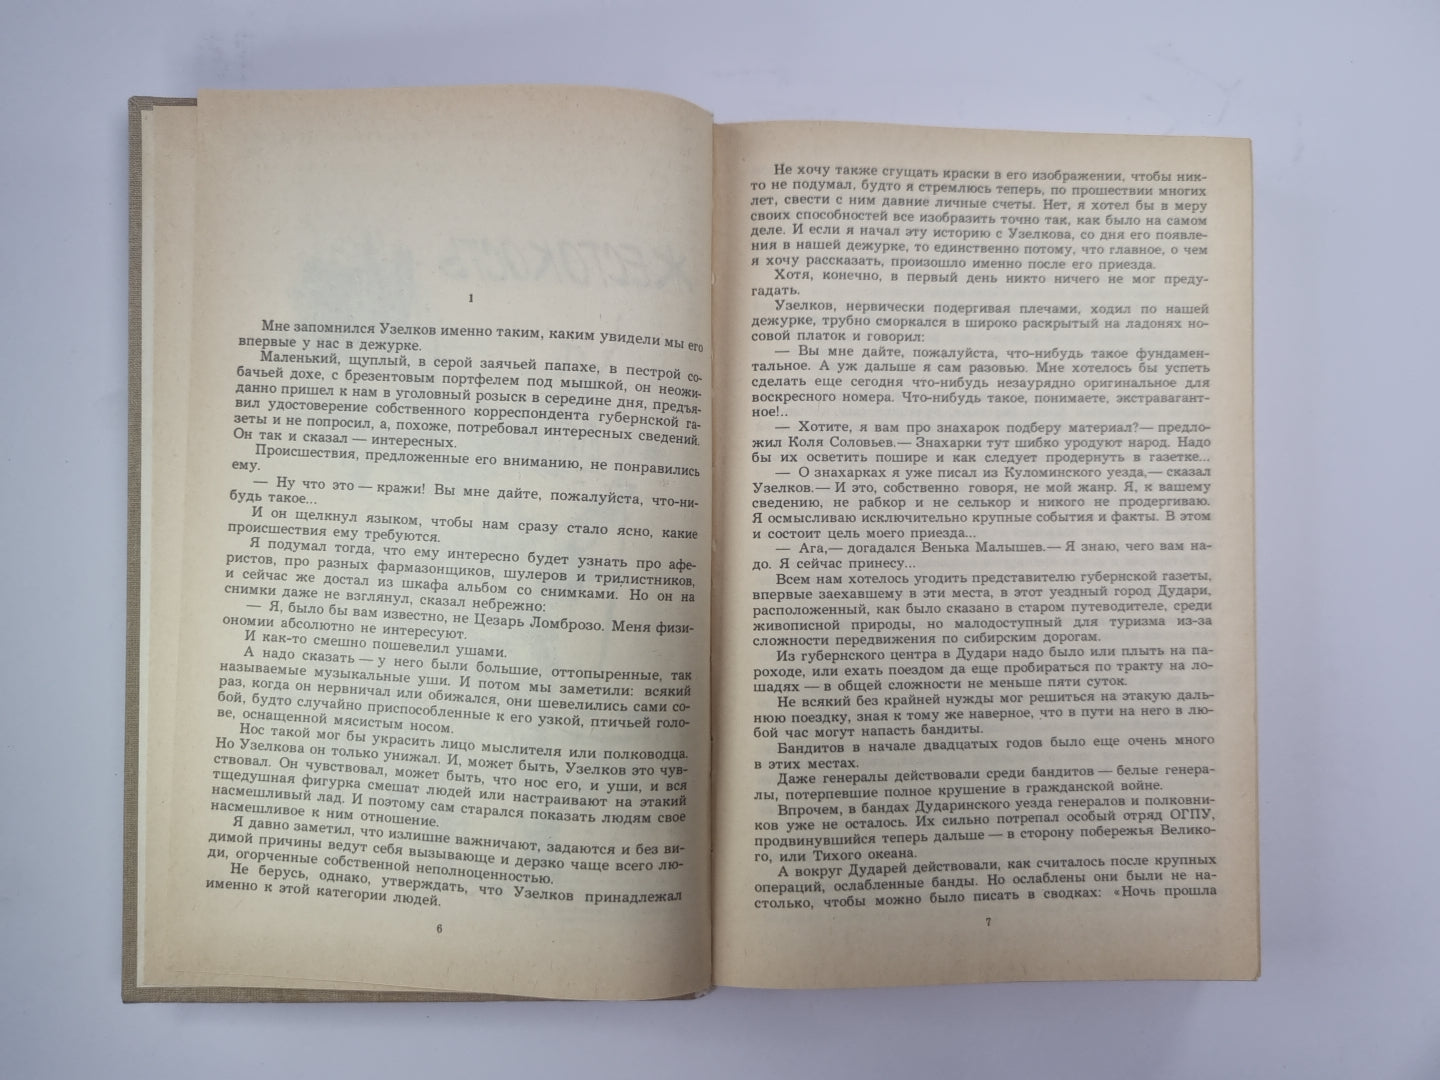 1
Мне запомнился Узелков именно таким, каким увидели мы его
впервые у нас в дежурке.
Маленький, щуплый, в серой заячьей папахе, в пестрой со-
бачьей дохе, с брезентовым портфелем под мышкой, он неожи-
данно пришел к нам в уголовный розыск в середине дня, предъя-
вил удостоверение собственного корреспондента губернской га-
зеты и не попросил, а, похоже, потребовал интересных сведений.
Он так и сказал — интересных.
Происшествия, предложенные его вниманию, не понравились
ему.
— Ну что это — кражи! Вы мне дайте, пожалуйста, что-ни-
будь такое...
И он щелкнул языком, чтобы нам сразу стало ясно, какие
происшествия ему требуются.
Я подумал тогда, что ему интересно будет узнать про афе-
ристов, про разных фармазонщиков, шулеров и трилистников,
и сейчас же достал из шкафа альбом со снимками. Но он на
снимки даже не взглянул, сказал небрежно:
— Я, было бы вам известно, не Цезарь Ломброзо. Меня физи-
ономии абсолютно не интересуют.
И как-то смешно пошевелил ушами.
А надо сказать — у него были большие, оттопыренные, так
называемые музыкальные уши. И потом мы заметили: всякий
раз, когда он нервничал или обижался, они шевелились сами со-
бой, будто случайно приспособленные к его узкой, птичьей голо-
ве, оснащенной мясистым носом.
Нос такой мог бы украсить лицо мыслителя или полководца.
Но Узелкова он только унижал. И, может быть, Узелков это чув-
ствовал. Он чувствовал, может быть, что нос его, и уши, и вся
тщедушная фигурка смешат людей или настраивают на этакий
насмешливый лад. И поэтому сам старался показать людям свое
насмешливое к ним отношение.
Я давно заметил, что излишне важничают, задаются и без ви-
димой причины ведут себя вызывающе и дерзко чаще всего лю-
ди, огорченные собственной неполноценностью.
Не берусь, однако, утверждать, что Узелков принадлежал
именно к этой категории людей.
6
Не хочу также сгущать краски в его изображении, чтобы ник-
то не подумал, будто я стремлюсь теперь, по прошествии многих
лет, свести с ним давние личные счеты. Нет, я хотел бы в меру
своих способностей все изобразить точно так, как было на самом
деле. И если я начал эту историю с Узелкова, со дня его появле-
ния в нашей дежурке, то единственно потому, что главное, о чем
я хочу рассказать, произошло именно после его приезда.
Хотя, конечно, в первый день никто ничего не мог преду-
гадать.
Узелков, нервически подергивая плечами, ходил по нашей
дежурке, трубно сморкался в широко раскрытый на ладонях но-
совой платок и говорил:
— Вы мне дайте, пожалуйста, что-нибудь такое фундамен-
тальное. А уж дальше я сам разовью. Мне хотелось бы успеть
сделать еще сегодня что-нибудь незаурядно оригинальное для
воскресного номера. Что-нибудь такое, понимаете, экстравагант-
ное!..
— Хотите, я вам про знахарок подберу материал?— предло-
жил Коля Соловьев.— Знахарки тут шибко уродуют народ. Надо
бы их осветить пошире и как следует продернуть в газетке...
— О знахарках я уже писал из Куломинского уезда,— сказал
Узелков.— И это, собственно говоря, не мой жанр. Я, к вашему
сведению, не рабкор и не селькор и никого не продергиваю.
Я осмысливаю исключительно крупные события и факты. В этом
и состоит цель моего приезда...
— Ага,— догадался Венька Малышев.— Я знаю, чего вам на-
до. Я сейчас принесу...
Всем нам хотелось угодить представителю губернской газеты,
впервые заехавшему в эти места, в этот уездный город Дудари,
расположенный, как было сказано в старом путеводителе, среди
живописной природы, но малодоступный для туризма из-за
сложности передвижения по сибирским дорогам.
Из губернского центра в Дудари надо было или плыть на па-
роходе, или ехать поездом да еще пробираться по тракту на ло-
шадях — в общей сложности не меньше пяти суток.
Не всякий без крайней нужды мог решиться на этакую даль-
нюю поездку, зная к тому же наверное, что в пути на него в лю-
бой час могут напасть бандиты.
Бандитов в начале двадцатых годов было еще очень много
в этих местах.
Даже генералы действовали среди бандитов — белые генера-
лы, потерпевшие полное крушение в гражданской войне.
Впрочем, в бандах Дударинского уезда генералов и полковни-
ков уже не осталось. Их сильно потрепал особый отряд ОГПУ,
продвинувшийся теперь дальше — в сторону побережья Велико-
го, или Тихого океана.
А вокруг Дударей действовали, как считалось после крупных
операций, ослабленные банды. Но ослаблены они были не на-
столько, чтобы можно было писать в сводках: «Ночь прошла
7